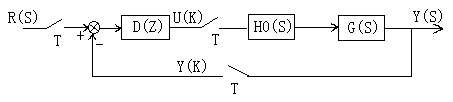 R(S) T + − D(Z) U(K) T H0(S) G(S) Y(S)
Y(K) T